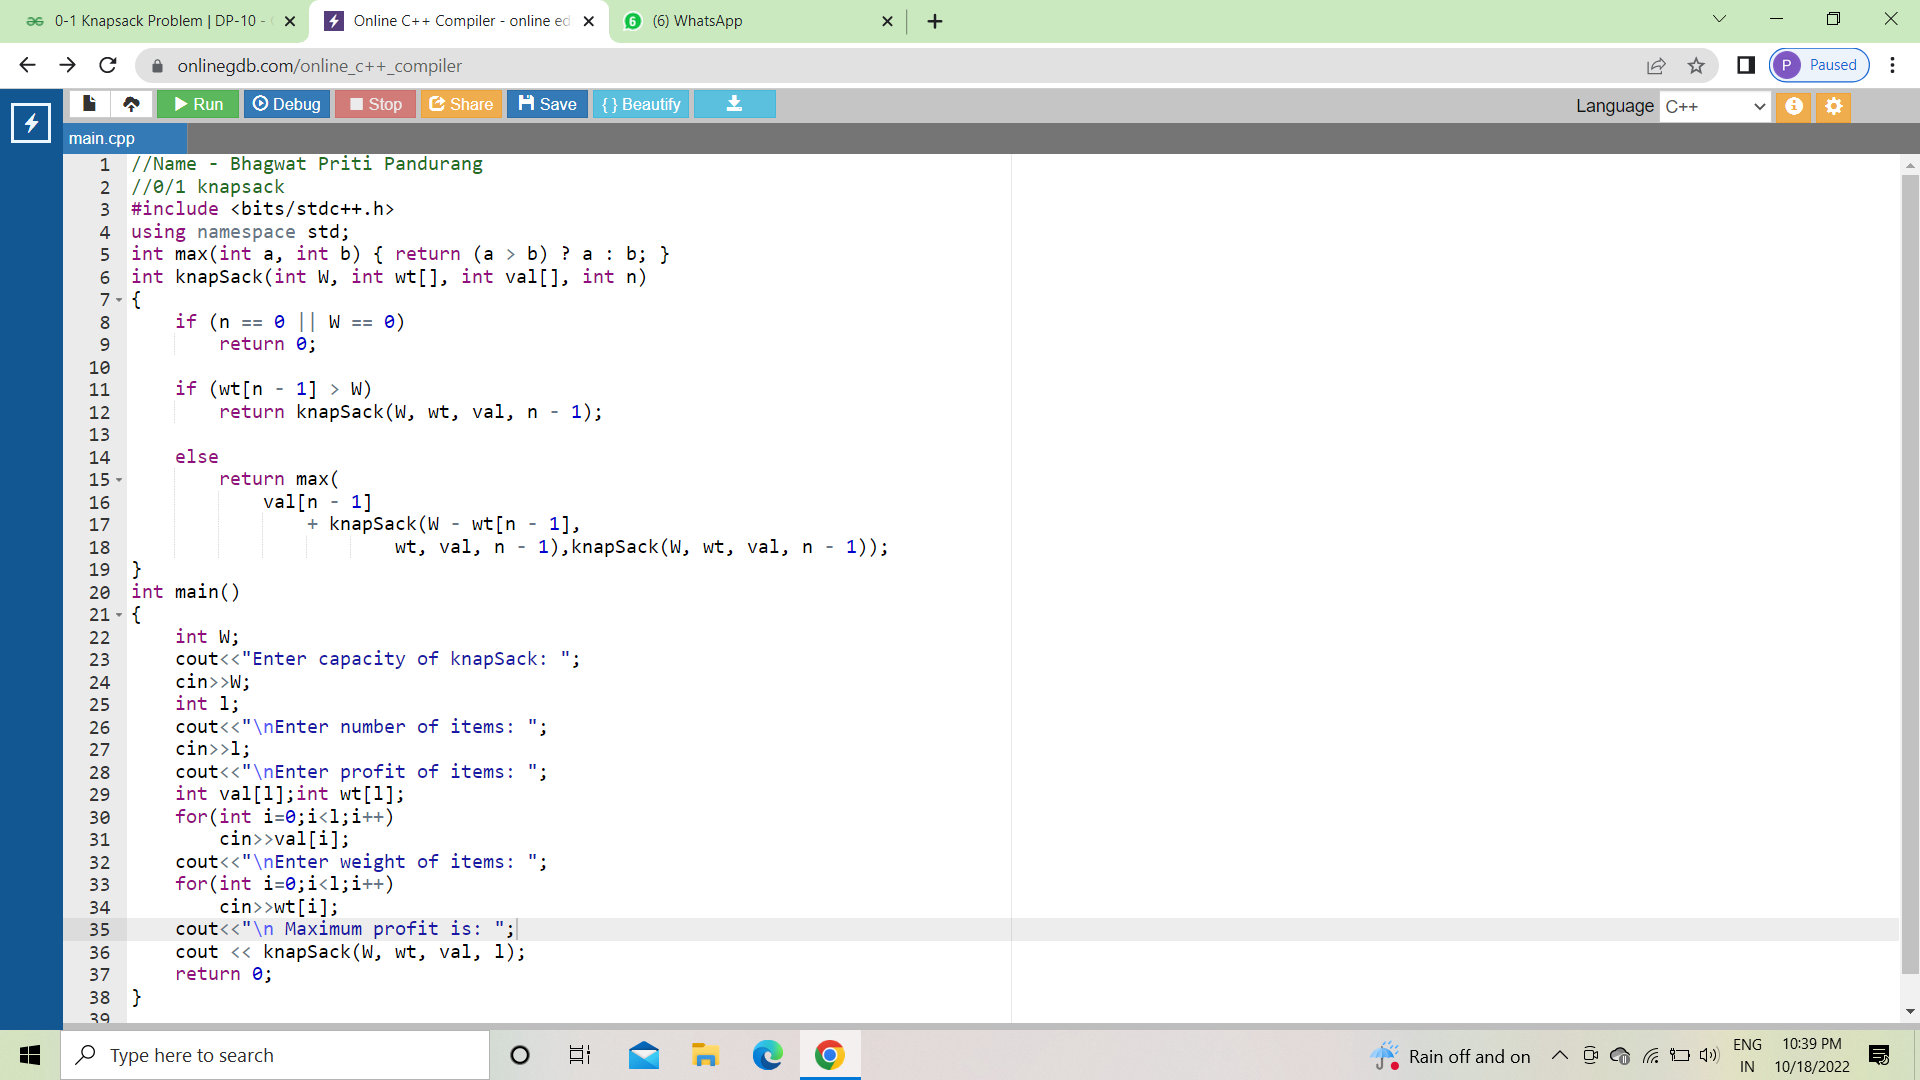 0-1 Knapsack Problem | DP-10 -
Online C++ Compiler - online ed
(6) WhatsApp
onlinegdb.com/online_c++_compiler
P Paused
Run Debug Stop Share Save { } Beautify
Language C++
main.cpp
1 //Name - Bhagwat Priti Pandurang
2 //0/1 knapsack
3 #include <bits/stdc++.h>
4 using namespace std;
5 int max(int a, int b) { return (a > b) ? a : b; }
6 int knapSack(int W, int wt[], int val[], int n)
7 {
8 if (n == 0 || W == 0)
9 return 0;
10
11 if (wt[n - 1] > W)
12 return knapSack(W, wt, val, n - 1);
13
14 else
15 return max(
16 val[n - 1]
17 + knapSack(W - wt[n - 1],
18 wt, val, n - 1),knapSack(W, wt, val, n - 1));
19 }
20 int main()
21 {
22 int W;
23 cout<<"Enter capacity of knapSack: ";
24 cin>>W;
25 int l;
26 cout<<"\nEnter number of items: ";
27 cin>>l;
28 cout<<"\nEnter profit of items: ";
29 int val[l];int wt[l];
30 for(int i=0;i<l;i++)
31 cin>>val[i];
32 cout<<"\nEnter weight of items: ";
33 for(int i=0;i<l;i++)
34 cin>>wt[i];
35 cout<<"\n Maximum profit is: ";
36 cout << knapSack(W, wt, val, l);
37 return 0;
38 }
39
Type here to search
Rain off and on
ENG
IN
10:39 PM
10/18/2022